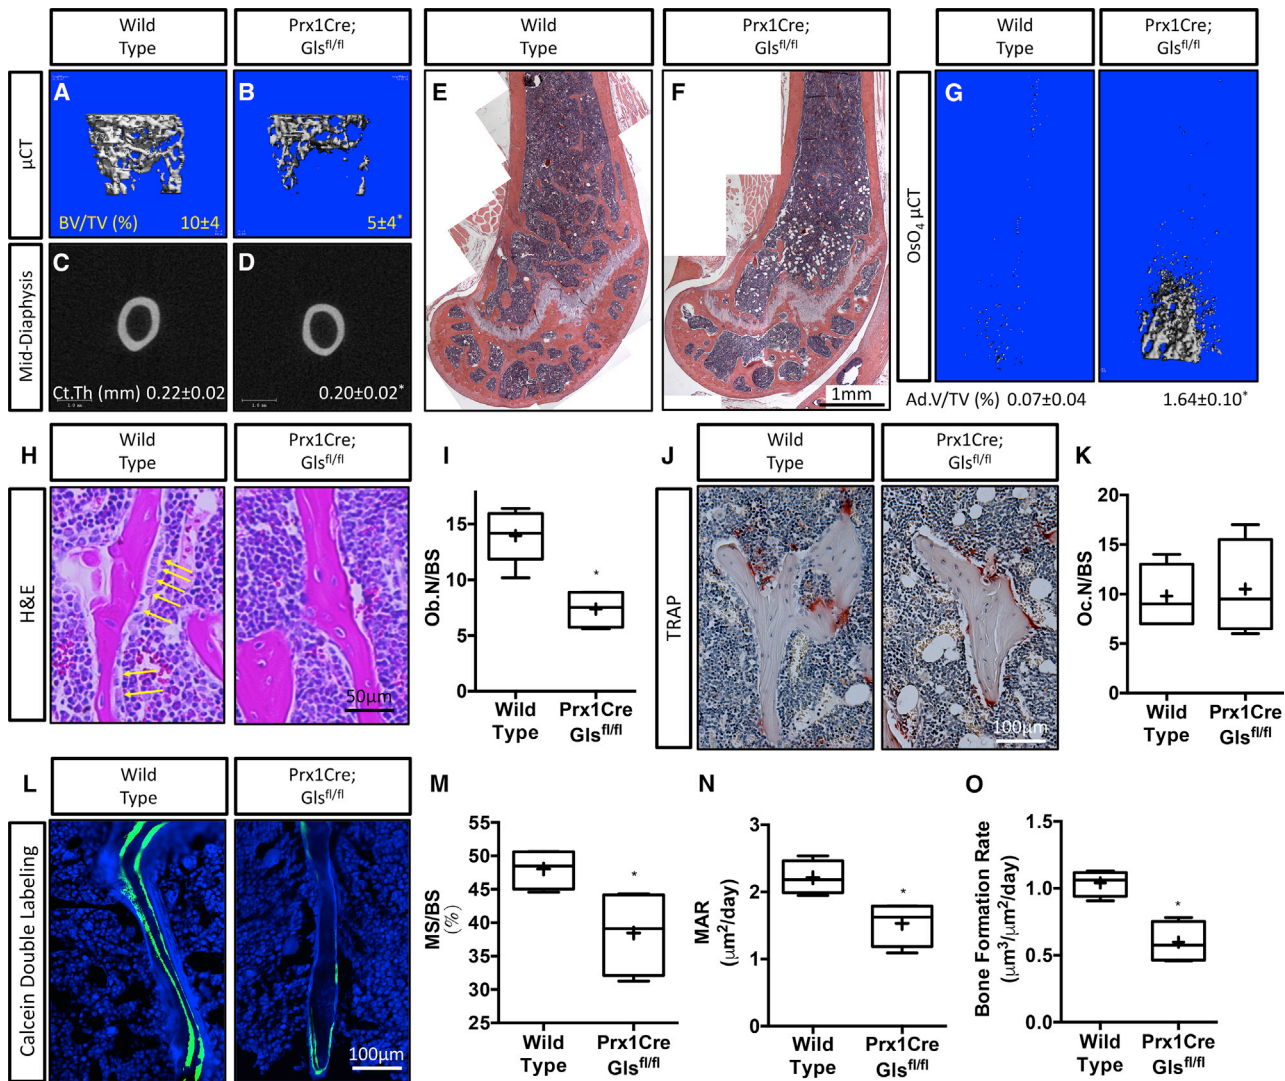 Wild
Type
Prx1Cre;
Gls^fl/fl
Wild
Type
Prx1Cre;
Gls^fl/fl
Wild
Type
Prx1Cre;
Gls^fl/fl
µCT
A
B
BV/TV (%) 10±4
5±4*
Mid-Diaphysis
C
D
Ct.Th (mm) 0.22±0.02
0.20±0.02*
E
F
1mm
OsO4 µCT
G
Ad.V/TV (%) 0.07±0.04
1.64±0.10*
H
Wild
Type
Prx1Cre;
Gls^fl/fl
H&E
50µm
I
Ob.N/BS
15
10
5
0
*
Wild
Type
Prx1Cre
Gls^fl/fl
J
Wild
Type
Prx1Cre;
Gls^fl/fl
TRAP
100µm
K
Oc.N/BS
20
15
10
5
0
Wild
Type
Prx1Cre
Gls^fl/fl
L
Wild
Type
Prx1Cre;
Gls^fl/fl
Calcein Double Labeling
100µm
M
MS/BS
(%)
55
50
45
40
35
30
25
*
Wild
Type
Prx1Cre
Gls^fl/fl
N
MAR
(µm²/day)
3
2
1
0
*
Wild
Type
Prx1Cre
Gls^fl/fl
O
Bone Formation Rate
(µm³/µm²/day)
1.5
1.0
0.5
0.0
*
Wild
Type
Prx1Cre
Gls^fl/fl